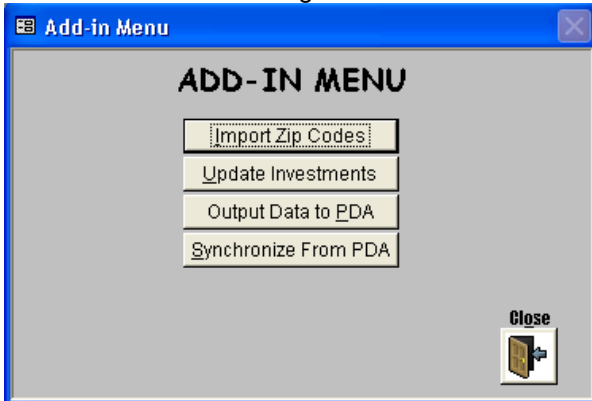 Add-in Menu
ADD-IN MENU
Import Zip Codes
Update Investments
Output Data to PDA
Synchronize From PDA
Close